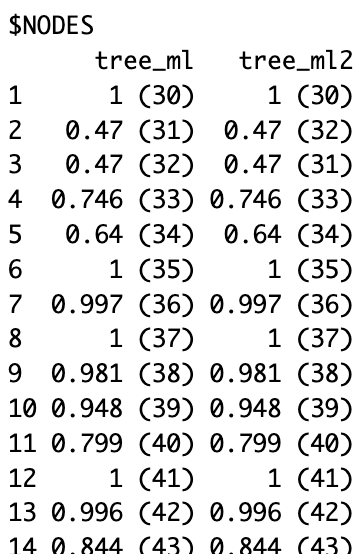 $NODES
tree_ml tree_ml2
1 1 (30) 1 (30)
2 0.47 (31) 0.47 (32)
3 0.47 (32) 0.47 (31)
4 0.746 (33) 0.746 (33)
5 0.64 (34) 0.64 (34)
6 1 (35) 1 (35)
7 0.997 (36) 0.997 (36)
8 1 (37) 1 (37)
9 0.981 (38) 0.981 (38)
10 0.948 (39) 0.948 (39)
11 0.799 (40) 0.799 (40)
12 1 (41) 1 (41)
13 0.996 (42) 0.996 (42)
14 0.844 (43) 0.844 (43)